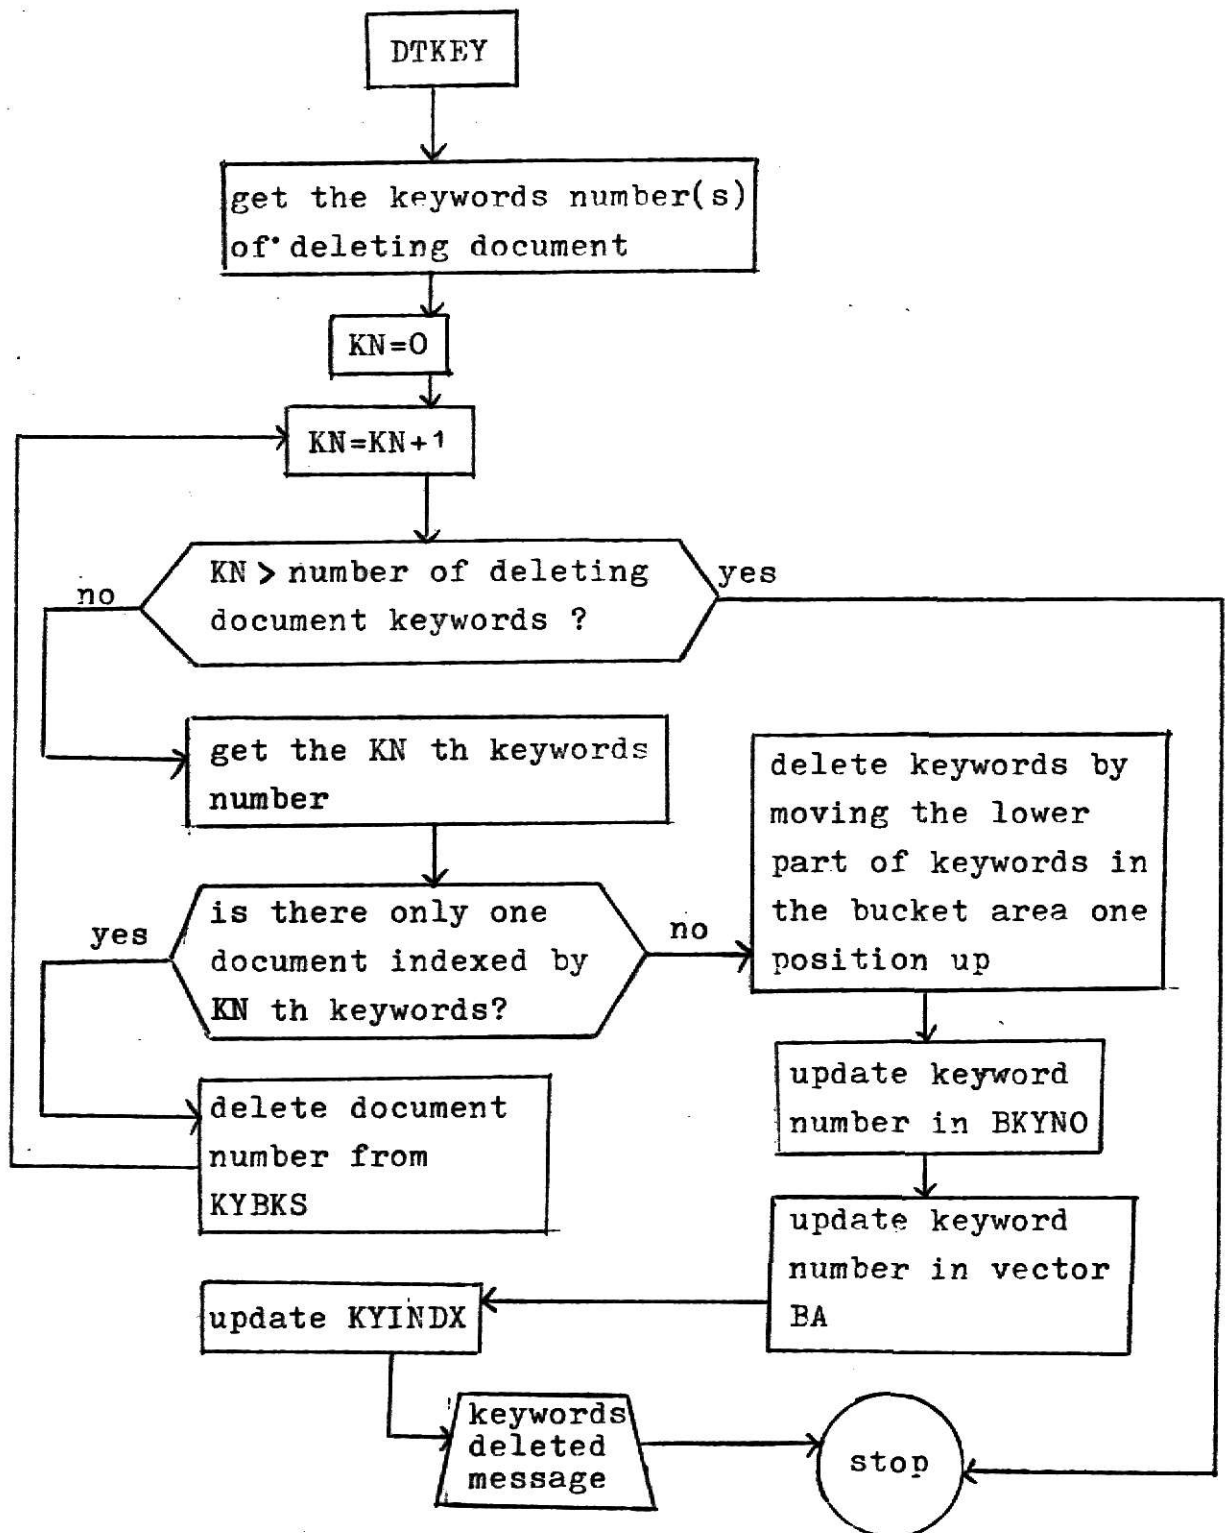 DTKEY
get the keywords number(s)
of deleting document
KN=0
KN=KN+1
KN > number of deleting
document keywords ?
no
yes
get the KN th keywords
number
is there only one
document indexed by
KN th keywords?
yes
no
delete keywords by
moving the lower
part of keywords in
the bucket area one
position up
update keyword
number in BKYNO
update keyword
number in vector
BA
delete document
number from
KYBKS
update KYINDX
keywords
deleted
message
stop